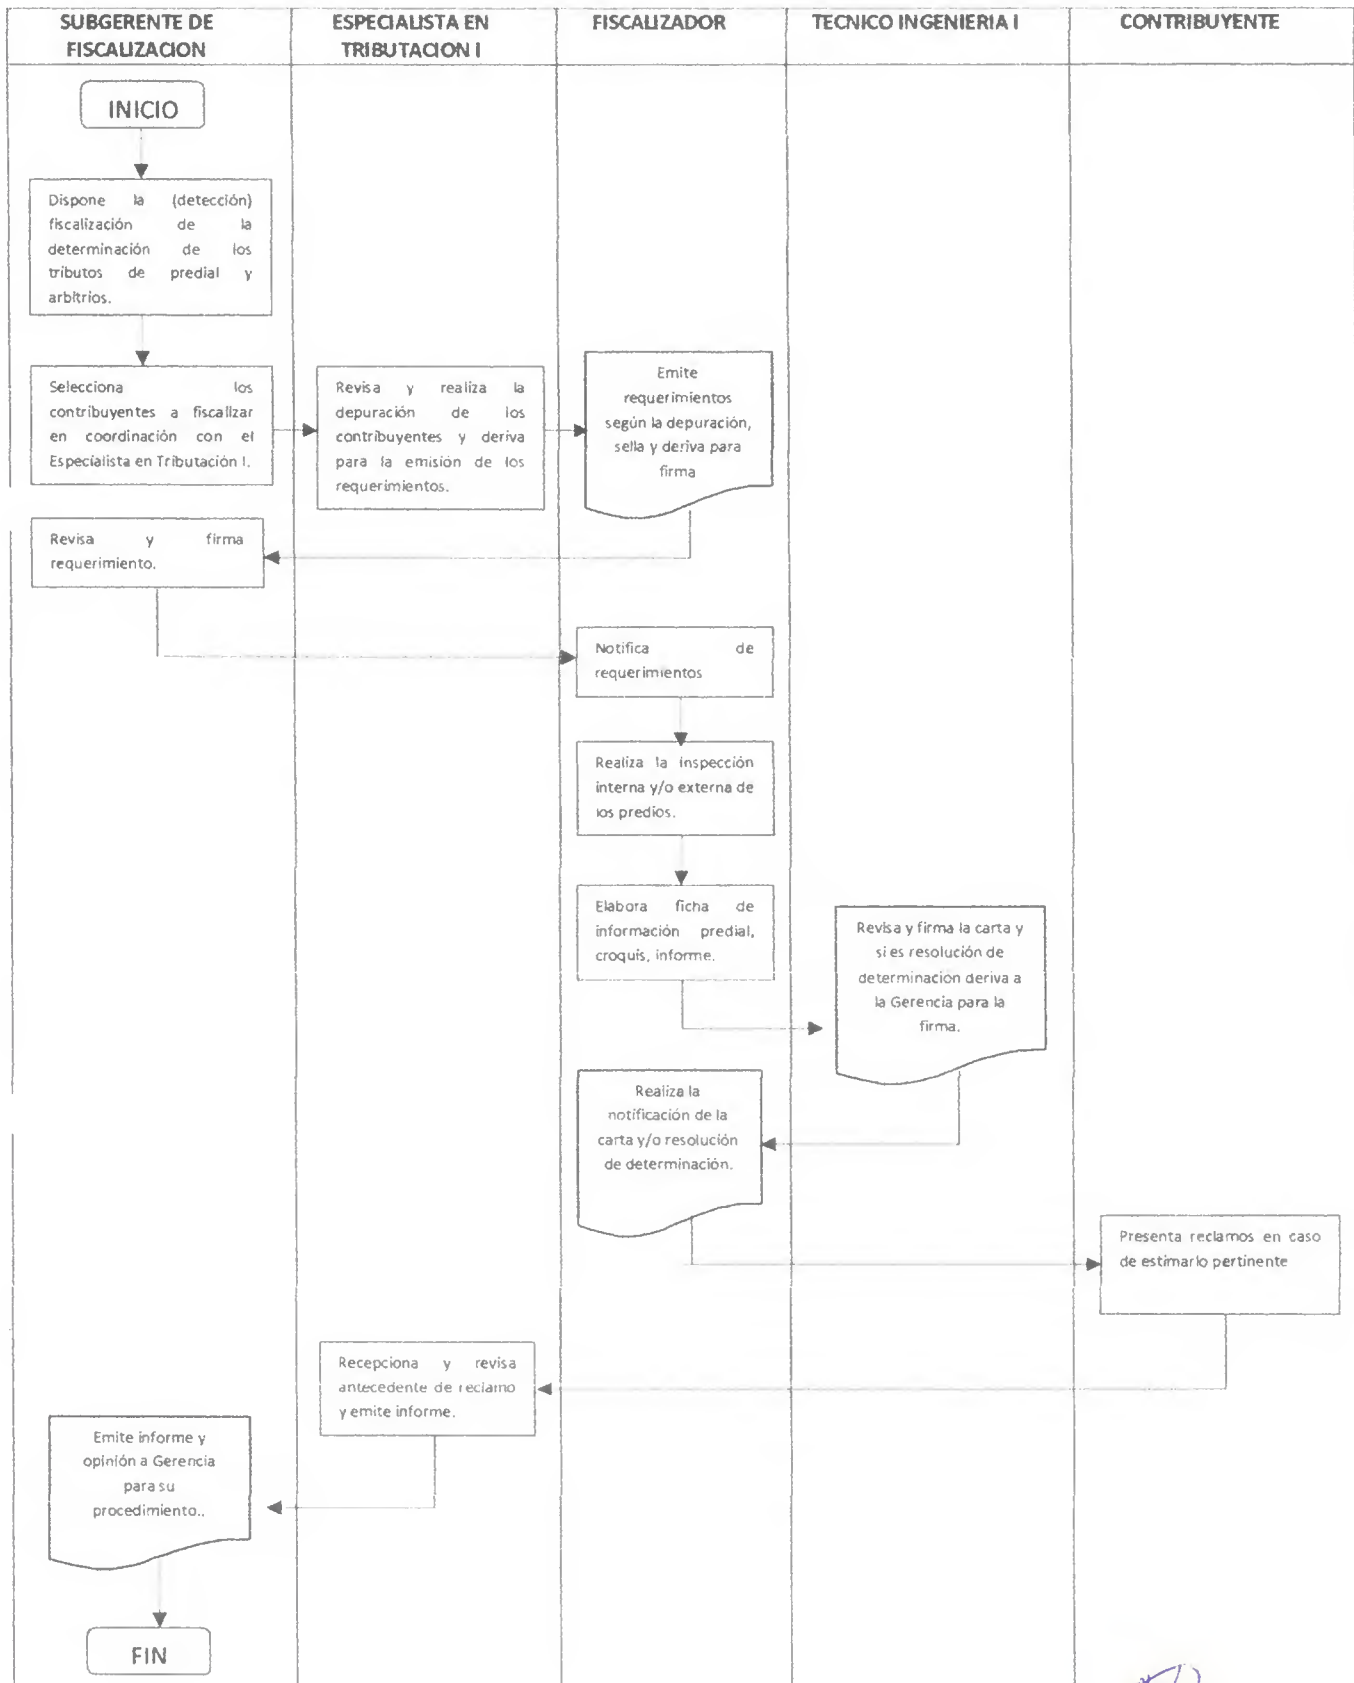 SUBGERENTE DE
FISCALIZACION
ESPECIALISTA EN
TRIBUTACION I
FISCALIZADOR
TECNICO INGENIERIA I
CONTRIBUYENTE
INICIO
Dispone la (detección)
fiscalización de la
determinación de los
tributos de predial y
arbitrios.
Selecciona los
contribuyentes a fiscalizar
en coordinación con el
Especialista en Tributación I.
Revisa y realiza la
depuración de los
contribuyentes y deriva
para la emisión de los
requerimientos.
Emite
requerimientos
según la depuración,
sella y deriva para
firma
Revisa y firma
requerimiento.
Notifica de
requerimientos
Realiza la inspección
interna y/o externa de
los predios.
Elabora ficha de
información predial,
croquis, informe.
Revisa y firma la carta y
si es resolución de
determinación deriva a
la Gerencia para la
firma.
Realiza la
notificación de la
carta y/o resolución
de determinación.
Presenta reclamos en caso
de estimarlo pertinente
Recepciona y revisa
antecedente de reclamo
y emite informe.
Emite informe y
opinión a Gerencia
para su
procedimiento..
FIN